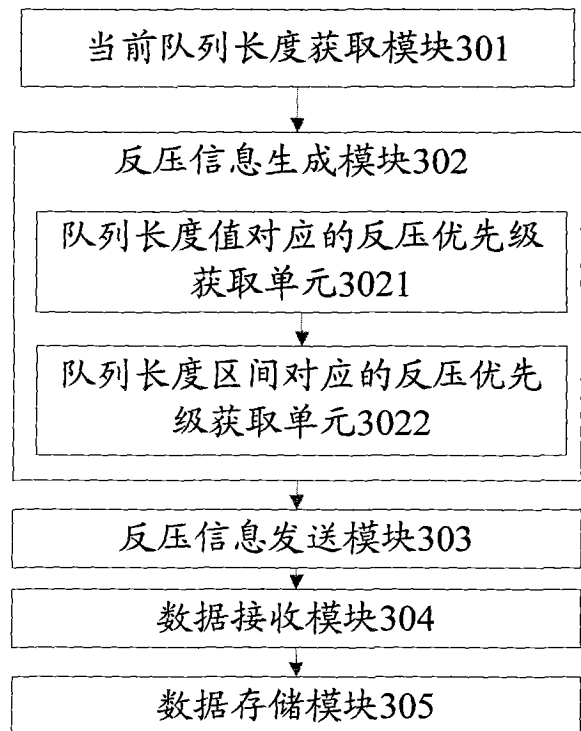 当前队列长度获取模块301
反压信息生成模块302
队列长度值对应的反压优先级
获取单元3021
队列长度区间对应的反压优先
级获取单元3022
反压信息发送模块303
数据接收模块304
数据存储模块305